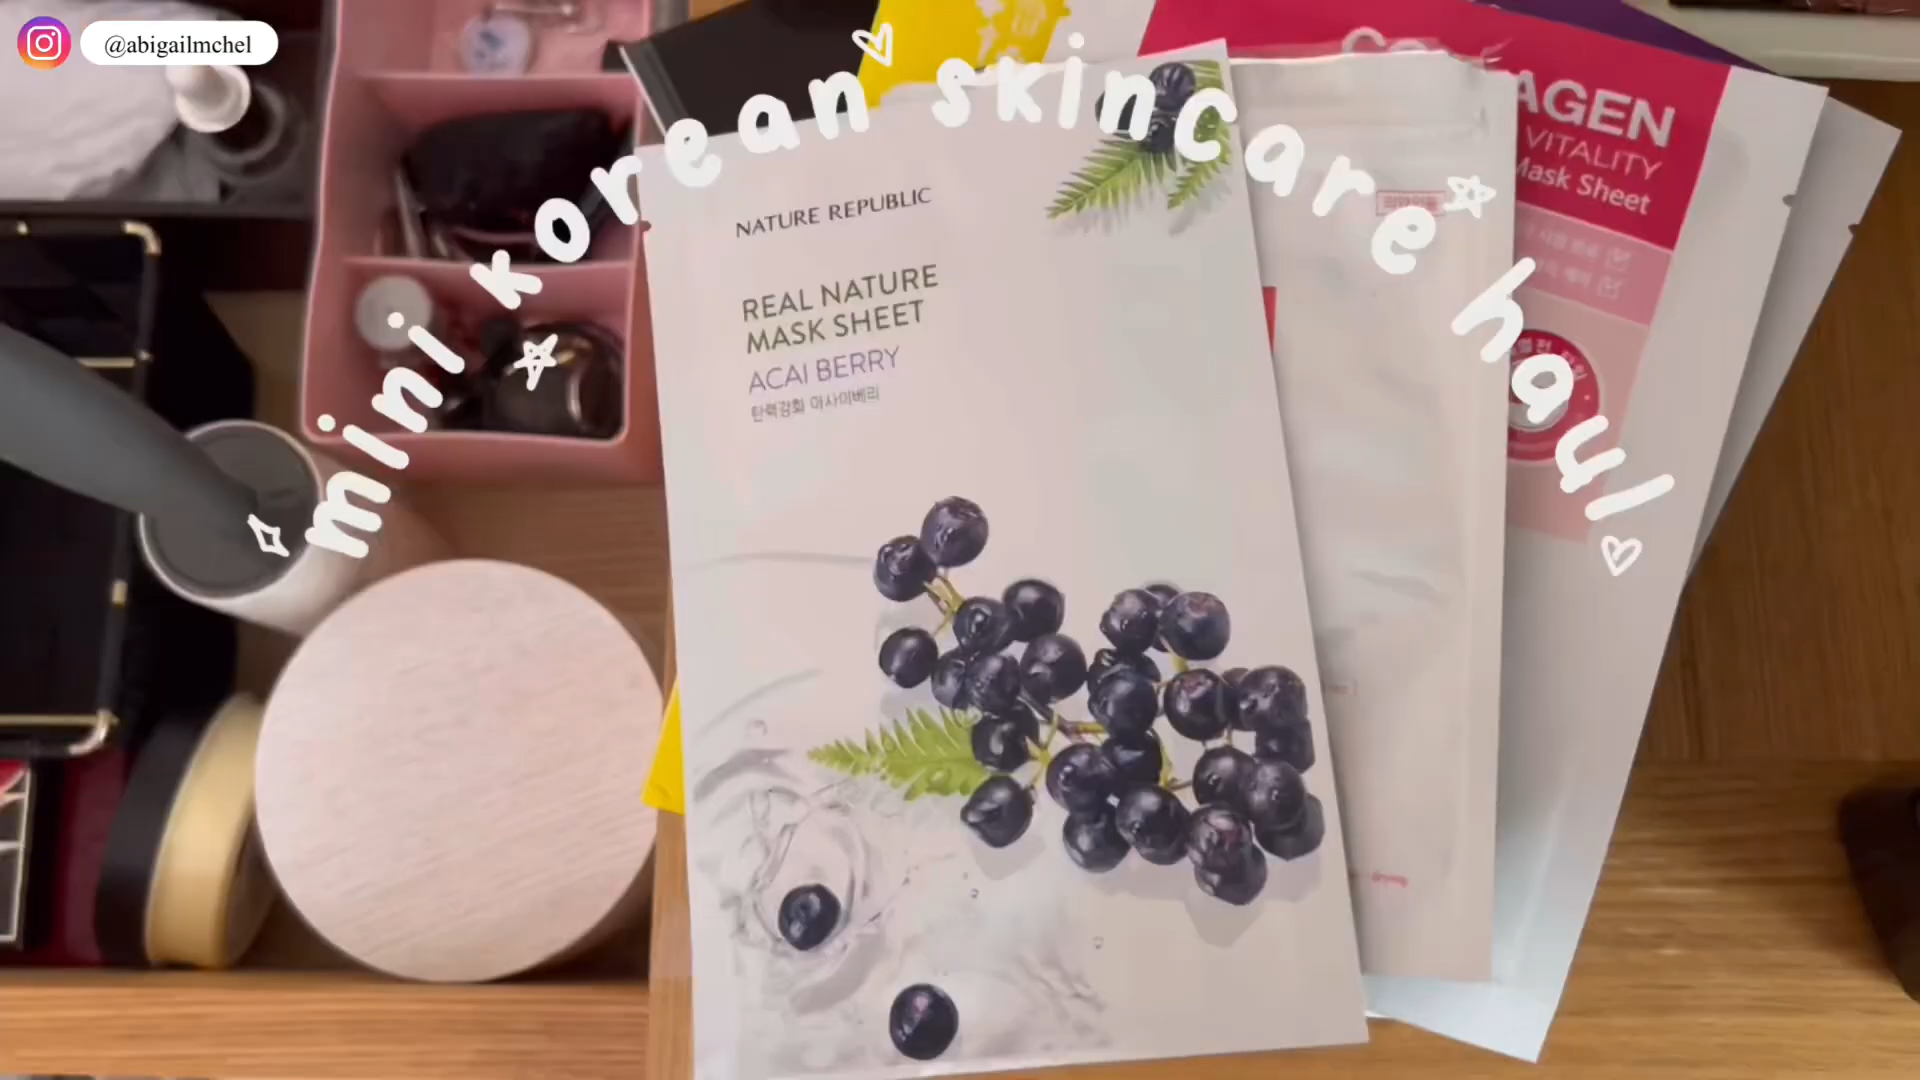 @abigailmchel
mini korean skincare haul
NATURE REPUBLIC
REAL NATURE
MASK SHEET
ACAI BERRY
탄력강화 아사이베리
AGEN
VITALITY
Mask Sheet